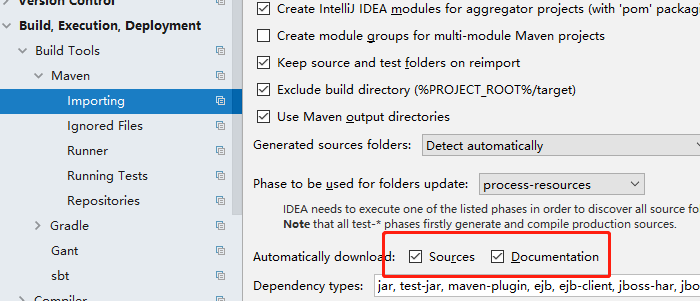 Version Control
Build, Execution, Deployment
Build Tools
Maven
Importing
Ignored Files
Runner
Running Tests
Repositories
Gradle
Gant
sbt
Compiler
Create IntelliJ IDEA modules for aggregator projects (with 'pom' packag
Create module groups for multi-module Maven projects
Keep source and test folders on reimport
Exclude build directory (%PROJECT_ROOT%/target)
Use Maven output directories
Generated sources folders: Detect automatically
Phase to be used for folders update: process-resources
IDEA needs to execute one of the listed phases in order to discover all source fo
Note that all test-* phases firstly generate and compile production sources.
Automatically download: Sources Documentation
Dependency types: jar, test-jar, maven-plugin, ejb, ejb-client, jboss-har, jbo